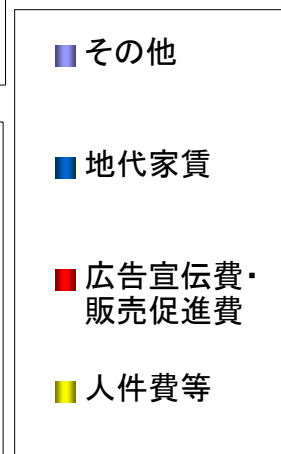 その他
地代家賃
広告宣伝費・
販売促進費
人件費等